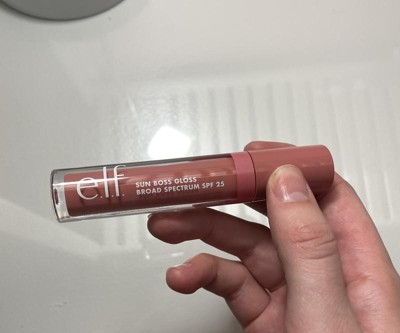 e.l.f.
SUN BOSS GLOSS
BROAD SPECTRUM SPF 25